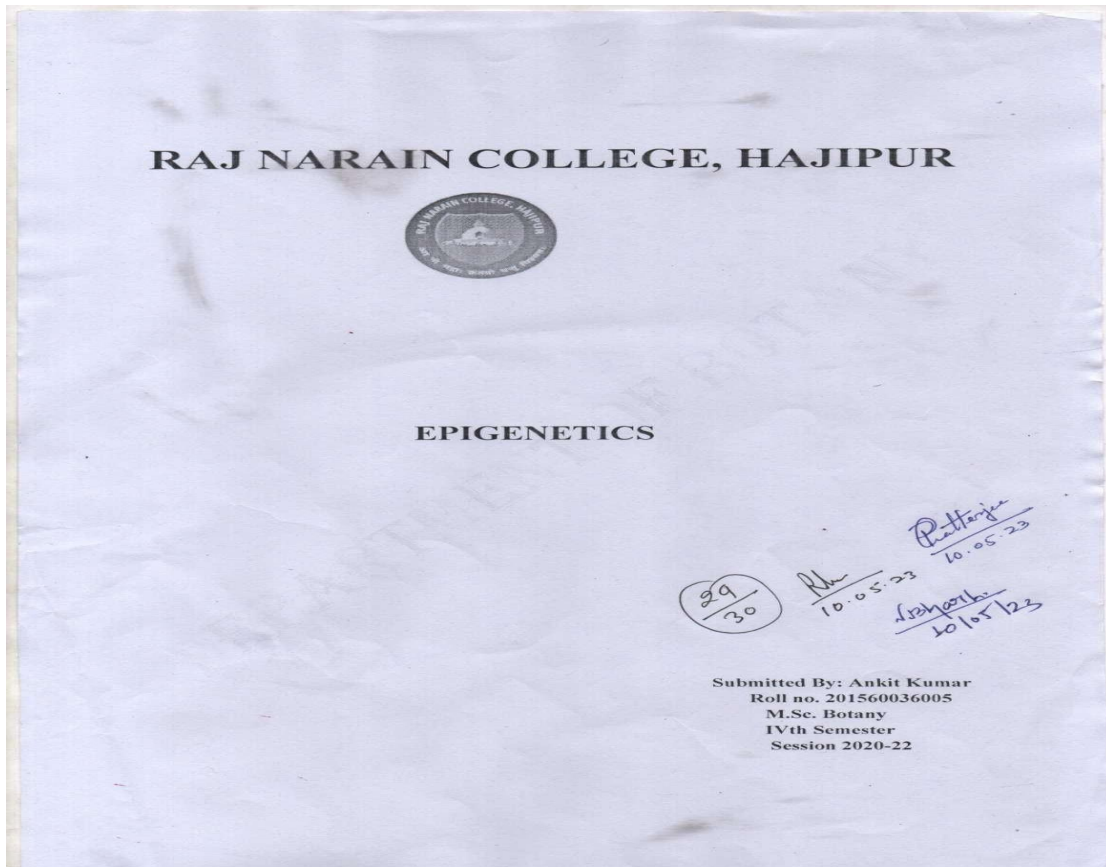 RAJ NARAIN COLLEGE, HAJIPUR
RAJ NARAIN COLLEGE, HAJIPUR
EPIGENETICS
29/30
10.05.23
10.05.23
10/05/23
Submitted By: Ankit Kumar
Roll no. 201560036005
M.Sc. Botany
IVth Semester
Session 2020-22